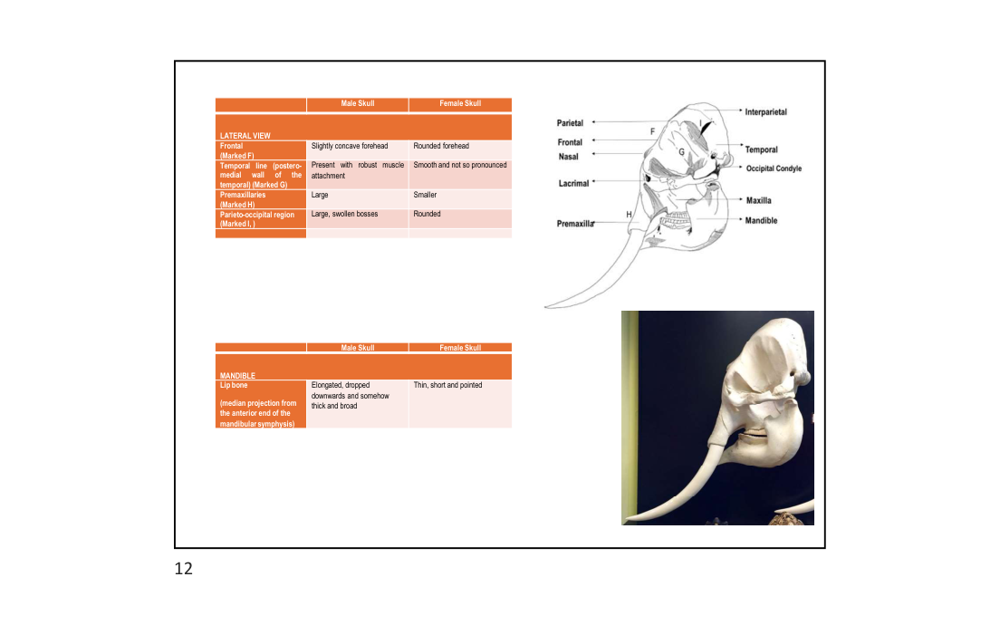 Male Skull Female Skull
LATERAL VIEW
Frontal
(Marked F)
Slightly concave forehead
Rounded forehead
Temporal line (postero-
medial wall of the
temporal) (Marked G)
Present with robust muscle
attachment
Smooth and not so pronounced
Premaxillaries
(Marked H)
Large
Smaller
Parieto-occipital region
(Marked I, )
Large, swollen bosses
Rounded
Parietal
Frontal
Nasal
Lacrimal
Premaxilla
F
G
H
I
Interparietal
Temporal
Occipital Condyle
Maxilla
Mandible
Male Skull Female Skull
MANDIBLE
Lip bone
(median projection from
the anterior end of the
mandibular symphysis)
Elongated, dropped
downwards and somehow
thick and broad
Thin, short and pointed
12